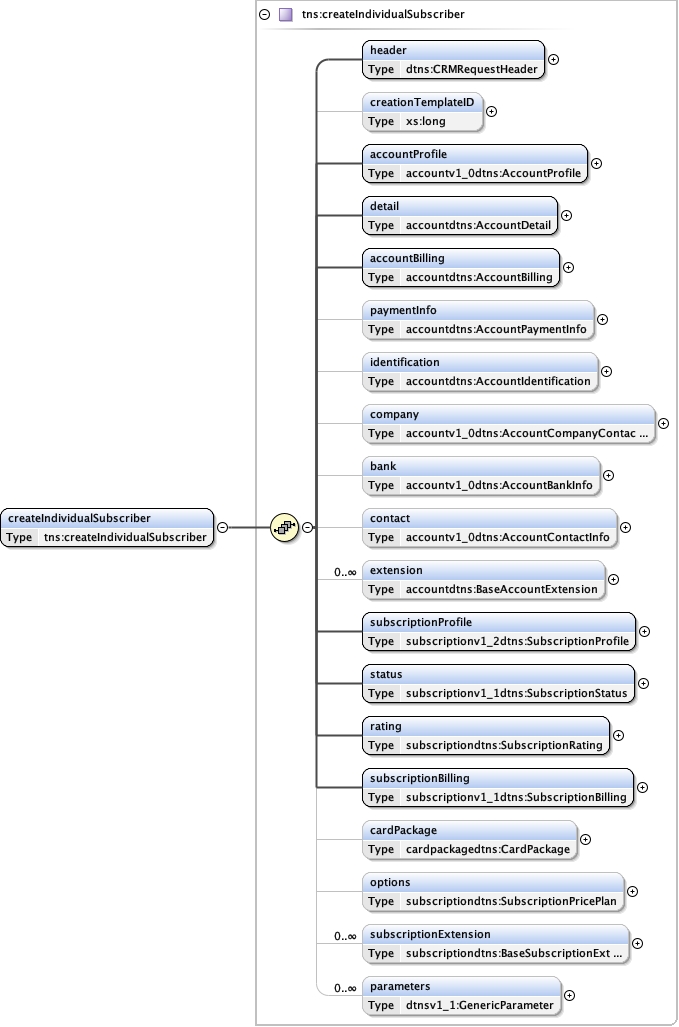 tns:createIndividualSubscriber
header
Type dtns:CRMRequestHeader
creationTemplateID
Type xs:long
accountProfile
Type accountv1_0dtns:AccountProfile
detail
Type accountdtns:AccountDetail
accountBilling
Type accountdtns:AccountBilling
paymentInfo
Type accountdtns:AccountPaymentInfo
identification
Type accountdtns:AccountIdentification
company
Type accountv1_0dtns:AccountCompanyContac ...
bank
Type accountv1_0dtns:AccountBankInfo
createIndividualSubscriber
Type tns:createIndividualSubscriber
contact
Type accountv1_0dtns:AccountContactInfo
0..∞
extension
Type accountdtns:BaseAccountExtension
subscriptionProfile
Type subscriptionv1_2dtns:SubscriptionProfile
status
Type subscriptionv1_1dtns:SubscriptionStatus
rating
Type subscriptiondtns:SubscriptionRating
subscriptionBilling
Type subscriptionv1_1dtns:SubscriptionBilling
cardPackage
Type cardpackagedtns:CardPackage
options
Type subscriptiondtns:SubscriptionPricePlan
0..∞
subscriptionExtension
Type subscriptiondtns:BaseSubscriptionExt ...
0..∞
parameters
Type dtnsv1_1:GenericParameter